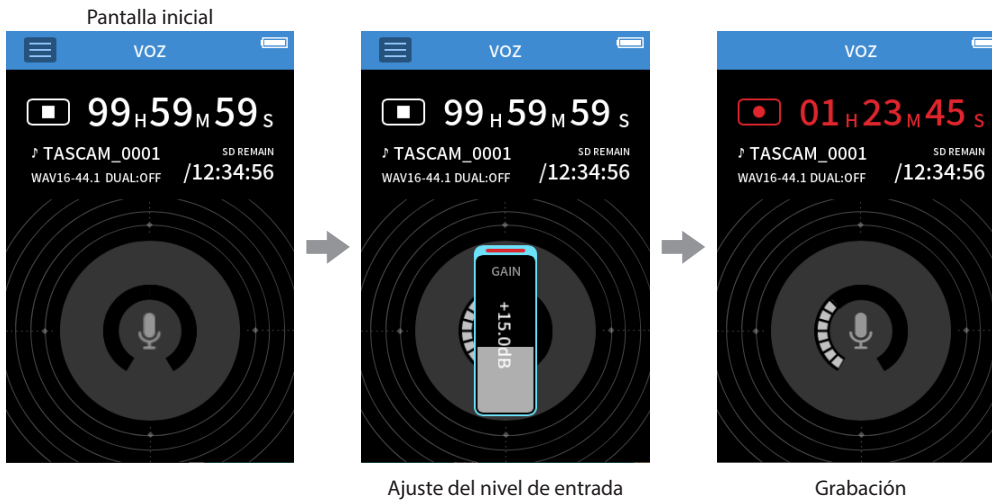 Pantalla inicial
VOZ
99H59M59S
♪ TASCAM_0001
SD REMAIN
WAV16-44.1 DUAL:OFF
/12:34:56
VOZ
99H59M59S
♪ TASCAM_0001
SD REMAIN
WAV16-44.1 DUAL:OFF
/12:34:56
GAIN
+15.0dB
Ajuste del nivel de entrada
VOZ
01H23M45S
♪ TASCAM_0001
SD REMAIN
WAV16-44.1 DUAL:OFF
/12:34:56
Grabación